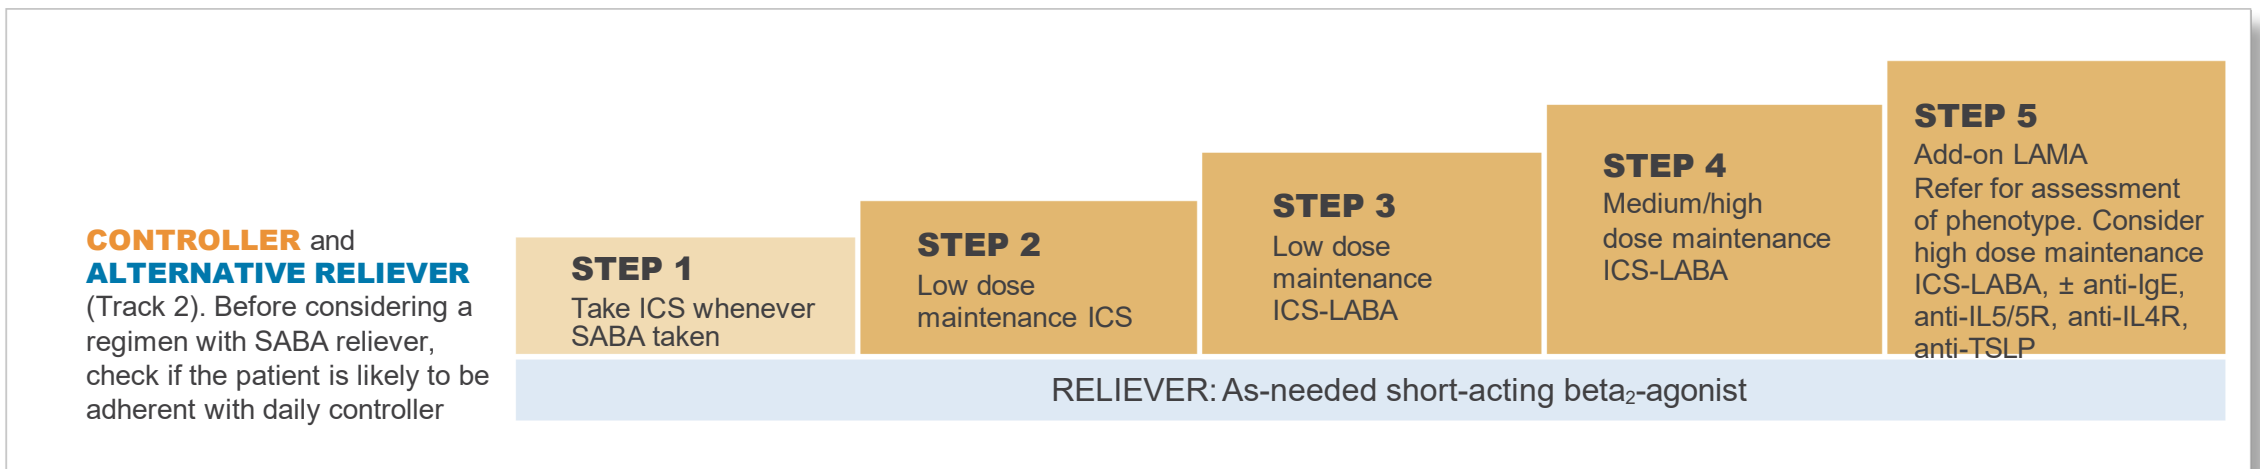 CONTROLLER and
ALTERNATIVE RELIEVER
(Track 2). Before considering a
regimen with SABA reliever,
check if the patient is likely to be
adherent with daily controller
STEP 1
Take ICS whenever
SABA taken
STEP 2
Low dose
maintenance ICS
STEP 3
Low dose
maintenance
ICS-LABA
STEP 4
Medium/high
dose maintenance
ICS-LABA
STEP 5
Add-on LAMA
Refer for assessment
of phenotype. Consider
high dose maintenance
ICS-LABA, ± anti-IgE,
anti-IL5/5R, anti-IL4R,
anti-TSLP
RELIEVER: As-needed short-acting beta₂-agonist